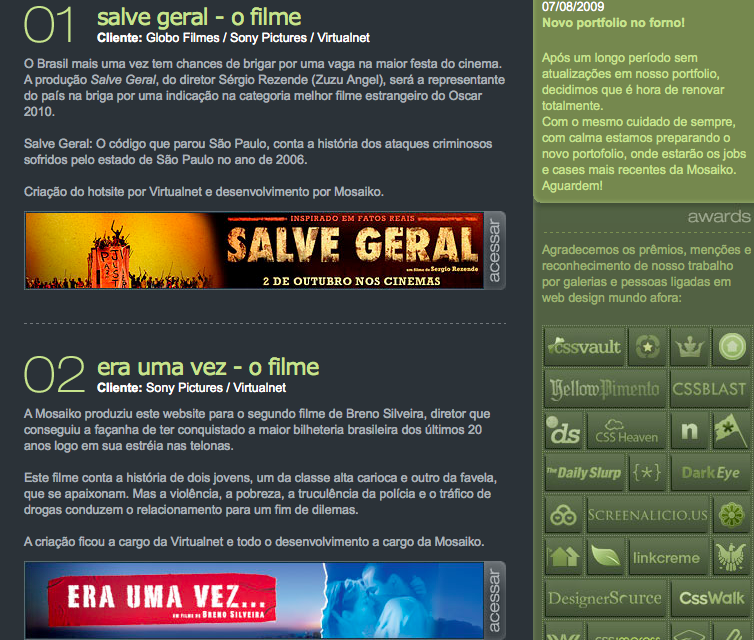 01
salve geral - o filme
Cliente: Globo Filmes / Sony Pictures / Virtualnet
O Brasil mais uma vez tem chances de brigar por uma vaga na maior festa do cinema.
A produção Salve Geral, do diretor Sérgio Rezende (Zuzu Angel), será a representante
do país na briga por uma indicação na categoria melhor filme estrangeiro do Oscar
2010.
Salve Geral: O código que parou São Paulo, conta a história dos ataques criminosos
sofridos pelo estado de São Paulo no ano de 2006.
Criação do hotsite por Virtualnet e desenvolvimento por Mosaiko.
INSPIRADO EM FATOS REAIS
SALVE GERAL
um filme de Sergio Rezende
2 DE OUTUBRO NOS CINEMAS
PJ
JUST
acessar
02
era uma vez - o filme
Cliente: Sony Pictures / Virtualnet
A Mosaiko produziu este website para o segundo filme de Breno Silveira, diretor que
conseguiu a façanha de ter conquistado a maior bilheteria brasileira dos últimos 20
anos logo em sua estréia nas telonas.
Este filme conta a história de dois jovens, um da classe alta carioca e outro da favela,
que se apaixonam. Mas a violência, a pobreza, a truculência da polícia e o tráfico de
drogas conduzem o relacionamento para um fim de dilemas.
A criação ficou a cargo da Virtualnet e todo o desenvolvimento a cargo da Mosaiko.
ERA UMA VEZ...
UM FILME DE BRENO SILVEIRA
acessar
07/08/2009
Novo portfolio no forno!
Após um longo período sem
atualizações em nosso portfolio,
decidimos que é hora de renovar
totalmente.
Com o mesmo cuidado de sempre,
com calma estamos preparando o
novo portofolio, onde estarão os jobs
e cases mais recentes da Mosaiko.
Aguardem!
awards
Agradecemos os prêmios, menções e
reconhecimento de nosso trabalho
por galerias e pessoas ligadas em
web design mundo afora:
cssvault
YellowPimento CSSBLAST
ds CSS Heaven n
The Daily Slurp {*} DarkEye
SCREENALICIO.US
linkcreme
DesignerSource CssWalk